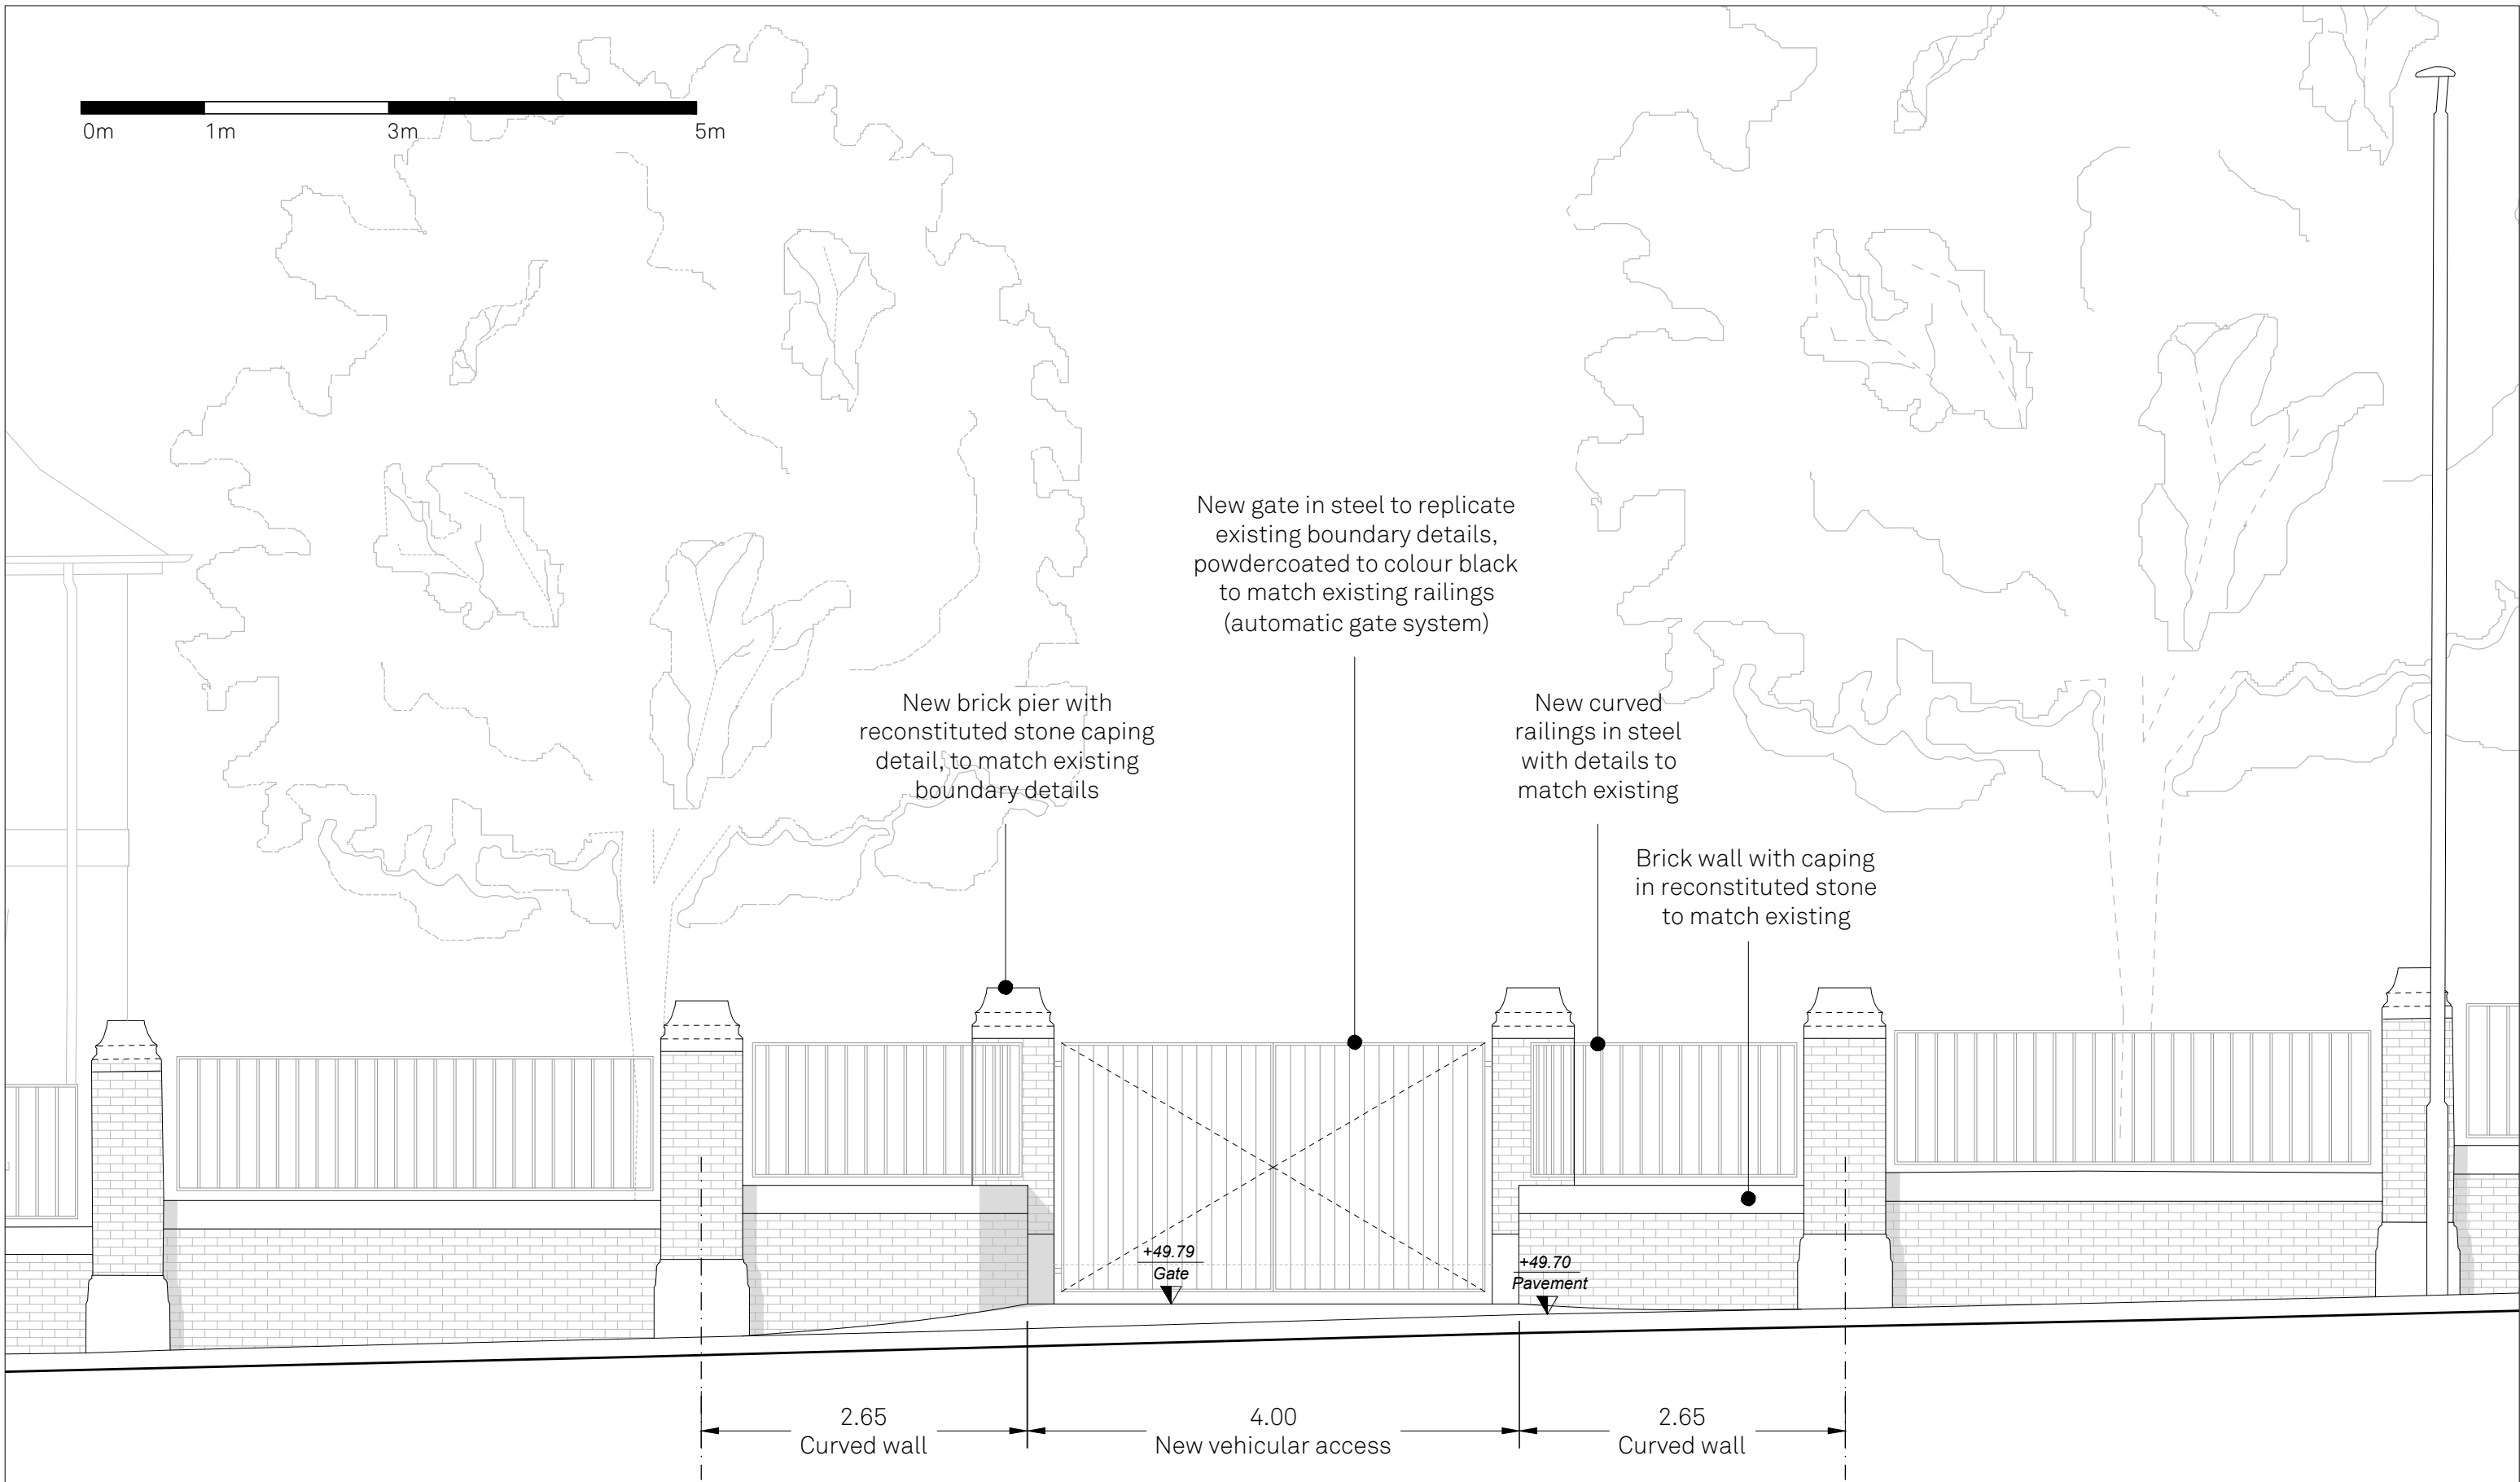 0m 1m 3m 5m
New gate in steel to replicate
existing boundary details,
powdercoated to colour black
to match existing railings
(automatic gate system)
New brick pier with
reconstituted stone caping
detail, to match existing
boundary details
New curved
railings in steel
with details to
match existing
Brick wall with caping
in reconstituted stone
to match existing
+49.79
Gate
+49.70
Pavement
2.65
Curved wall
4.00
New vehicular access
2.65
Curved wall